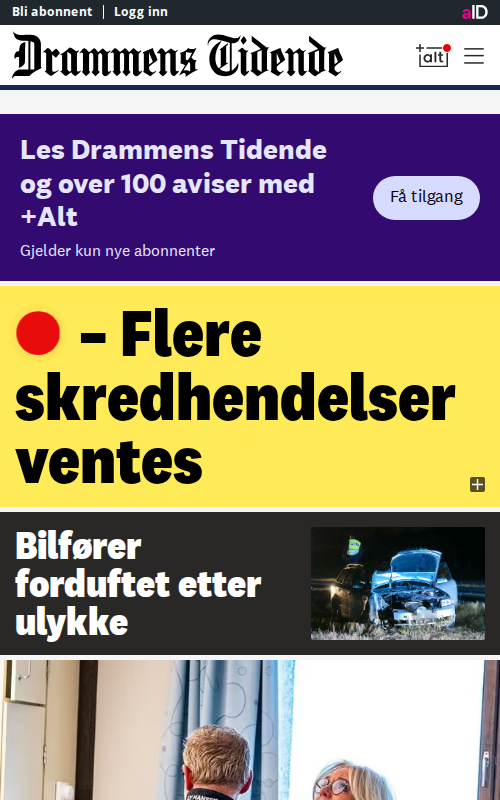 Bli abonnent | Logg inn
aID
Drammens Tidende
+alt
Les Drammens Tidende
og over 100 aviser med
+Alt
Få tilgang
Gjelder kun nye abonnenter
– Flere
skredhendelser
ventes
Bilfører
forduftet etter
ulykke